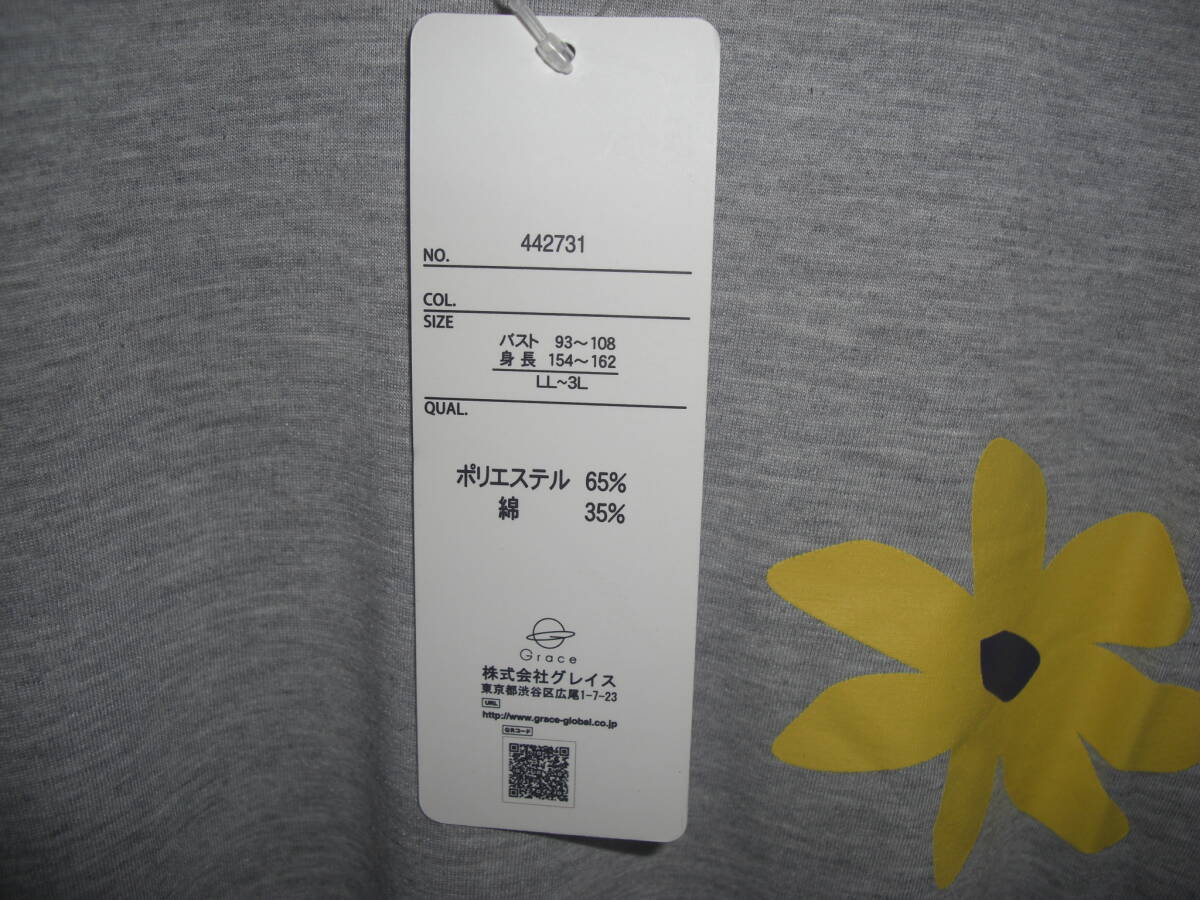 NO. 442731
COL.
SIZE
バスト 93～108
身長 154～162
LL～3L
QUAL.
ポリエステル 65%
綿 35%
Grace
株式会社グレイス
東京都渋谷区広尾1-7-23
URL
http://www.grace-global.co.jp
QRコード